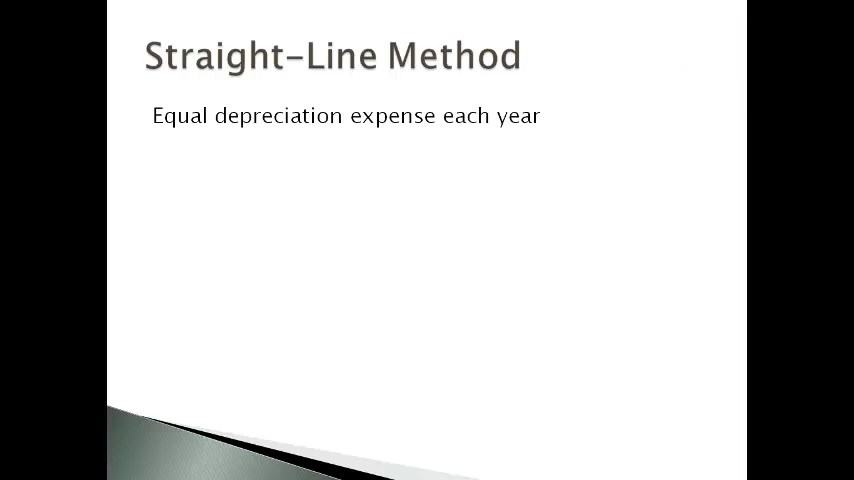 Straight-Line Method
Equal depreciation expense each year